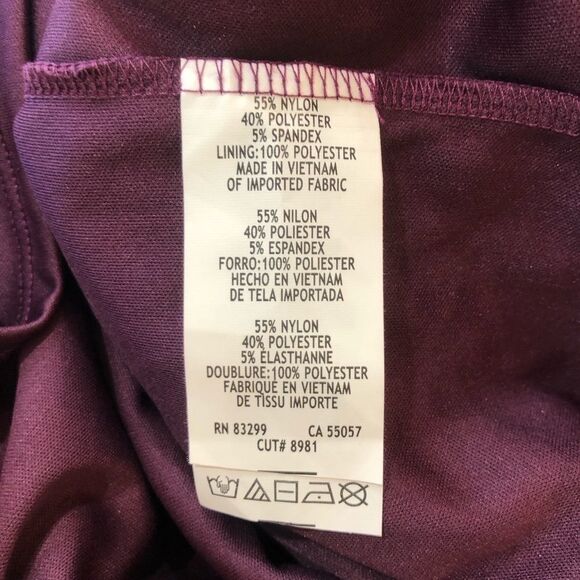 55% NYLON
40% POLYESTER
5% SPANDEX
LINING:100% POLYESTER
MADE IN VIETNAM
OF IMPORTED FABRIC
55% NILON
40% POLIESTER
5% ESPANDEX
FORRO:100% POLIESTER
HECHO EN VIETNAM
DE TELA IMPORTADA
55% NYLON
40% POLYESTER
5% ÉLASTHANNE
DOUBLURE:100% POLYESTER
FABRIQUÉ EN VIETNAM
DE TISSU IMPORTE
RN 83299 CA 55057
CUT# 8981